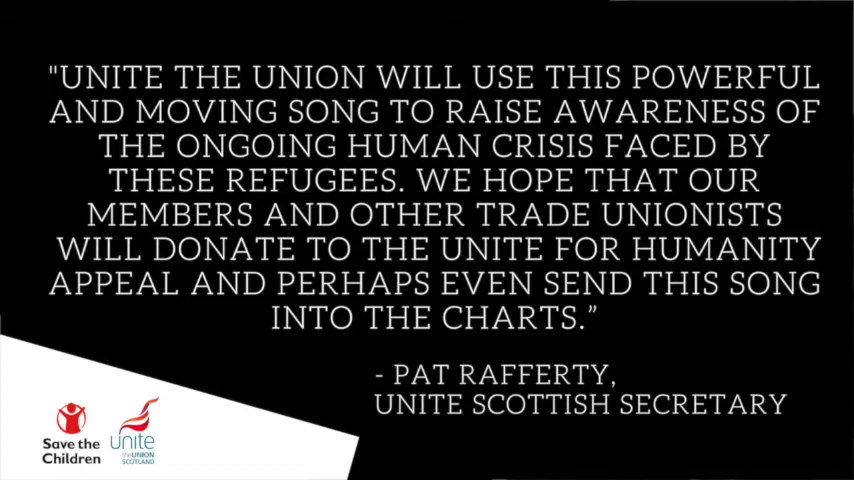 "UNITE THE UNION WILL USE THIS POWERFUL
AND MOVING SONG TO RAISE AWARENESS OF
THE ONGOING HUMAN CRISIS FACED BY
THESE REFUGEES. WE HOPE THAT OUR
MEMBERS AND OTHER TRADE UNIONISTS
WILL DONATE TO THE UNITE FOR HUMANITY
APPEAL AND PERHAPS EVEN SEND THIS SONG
INTO THE CHARTS.”
- PAT RAFFERTY,
UNITE SCOTTISH SECRETARY
Save the
Children
unite
the UNION
SCOTLAND